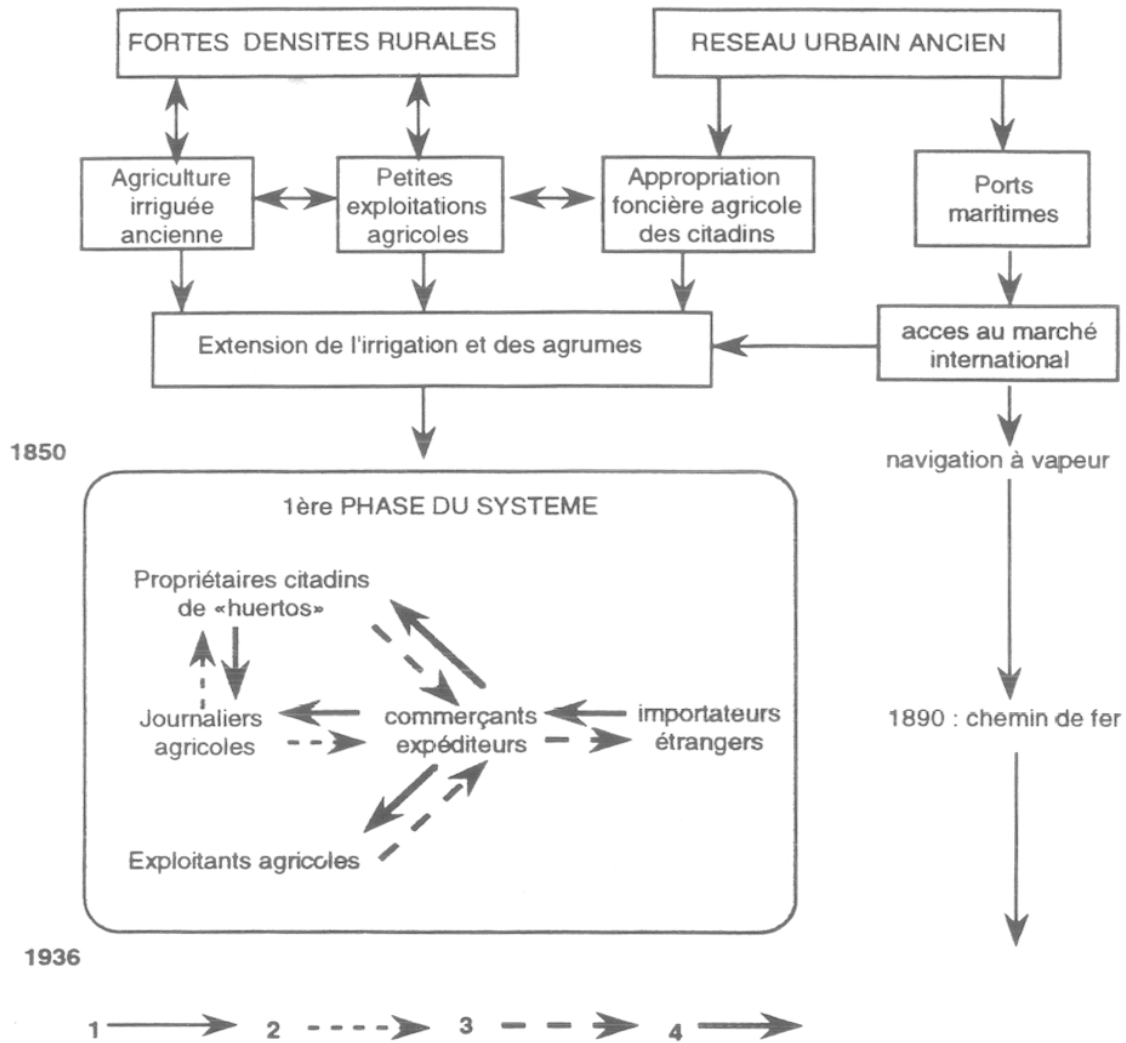 FORTES DENSITES RURALES
RESEAU URBAIN ANCIEN
Agriculture
irriguée
ancienne
Petites
exploitations
agricoles
Appropriation
foncière agricole
des citadins
Ports
maritimes
Extension de l'irrigation et des agrumes
acces au marché
international
1850
navigation à vapeur
1ère PHASE DU SYSTEME
Propriétaires citadins
de «huertos»
Journaliers
agricoles
commerçants
expéditeurs
importateurs
étrangers
1890 : chemin de fer
Exploitants agricoles
1936
1
2
3
4